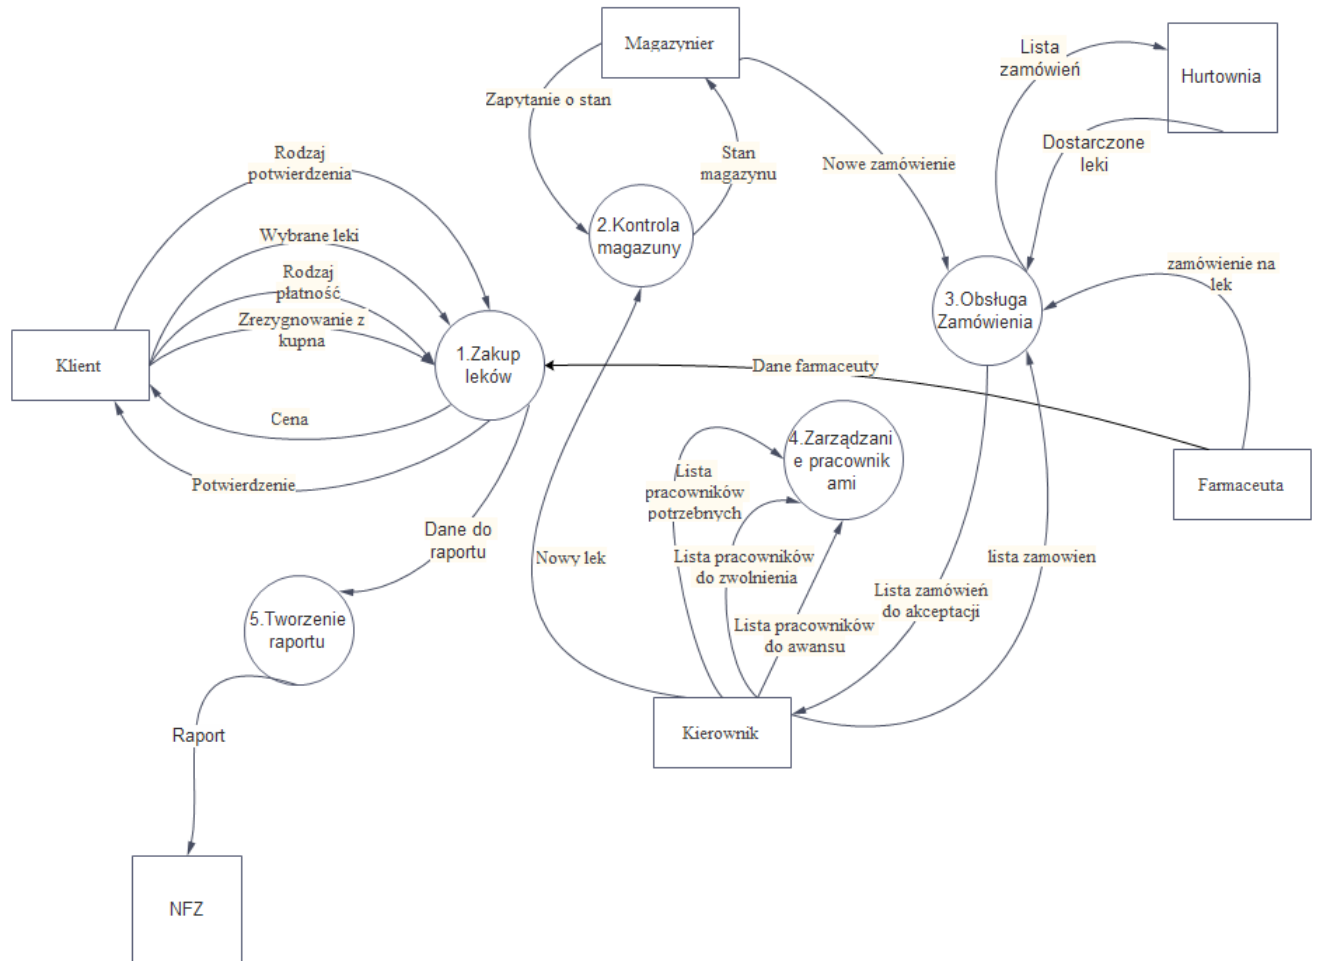 Magazynier
Lista
zamówień
Hurtownia
Zapytanie o stan
Dostarczone
leki
Rodzaj
potwierdzenia
Stan
magazynu
Nowe zamówienie
2.Kontrola
magazuny
Wybrane leki
zamówienie na
lek
Rodzaj
płatność
3.Obsługa
Zamówienia
Zrezygnowanie z
kupna
Klient
1.Zakup
leków
Dane farmaceuty
Cena
4.Zarządzani
e pracownik
ami
Potwierdzenie
Lista
pracowników
potrzebnych
Farmaceuta
Dane do
raportu
Nowy lek
Lista pracowników
do zwolnienia
lista zamowien
Lista zamówień
do akceptacji
5.Tworzenie
raportu
Lista pracowników
do awansu
Raport
Kierownik
NFZ